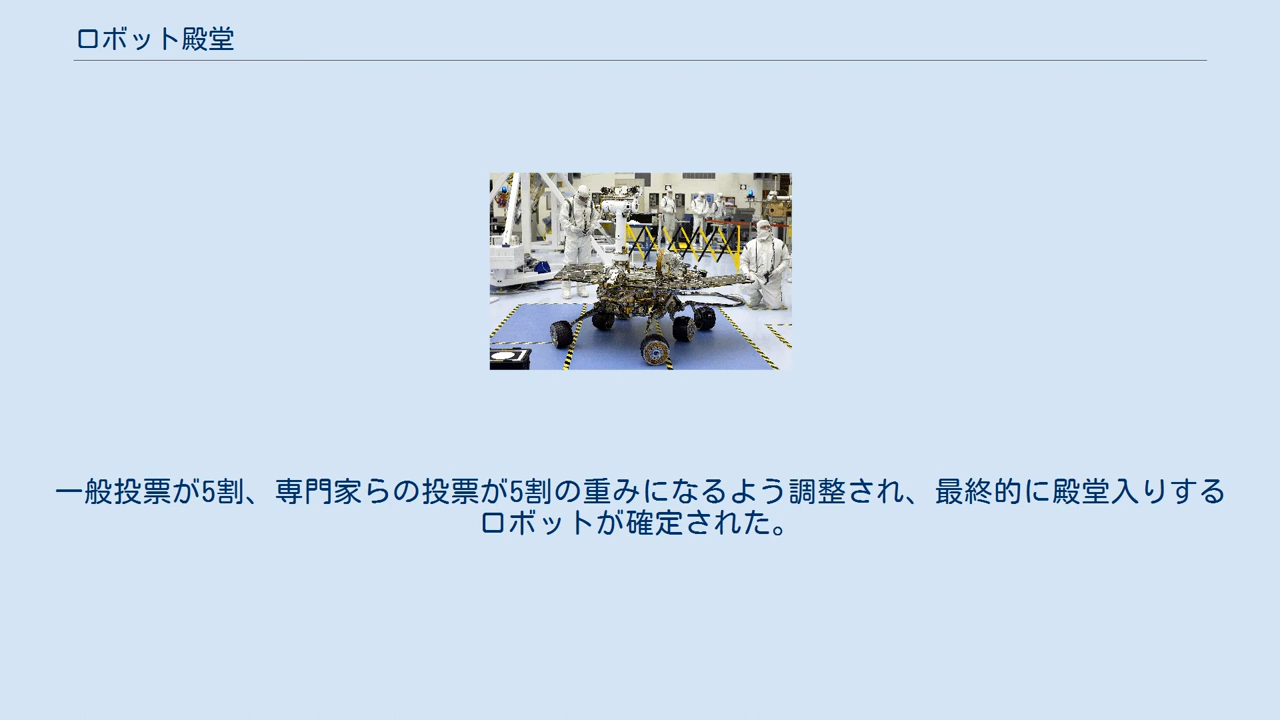 ロボット殿堂
一般投票が5割、専門家らの投票が5割の重みになるよう調整され、最終的に殿堂入りする
ロボットが確定された。